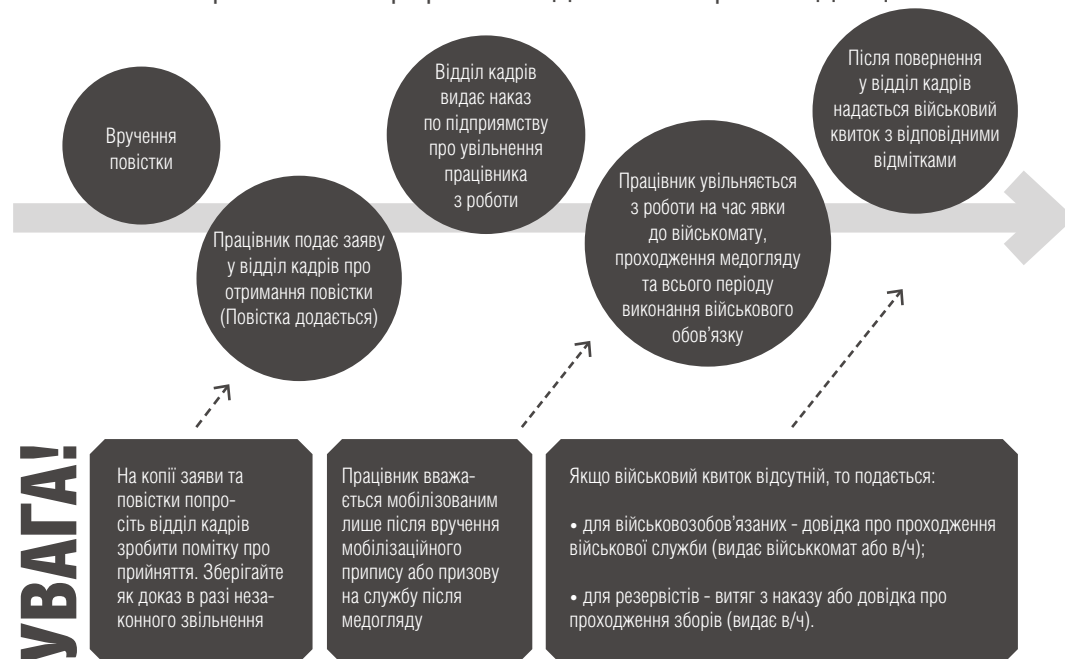 Вручення
повістки
Працівник подає заяву
у відділ кадрів про
отримання повістки
(Повістка додається)
Відділ кадрів
видає наказ
по підприємству
про увільнення
працівника
з роботи
Працівник увільняється
з роботи на час явки
до військомату,
проходження медогляду
та всього періоду
виконання військового
обов’язку
Після повернення
у відділ кадрів
надається військовий
квиток з відповідними
відмітками
УВАГА!
На копії заяви та
повістки попро-
сіть відділ кадрів
зробити помітку про
прийняття. Зберігайте
як доказ в разі неза-
конного звільнення
Працівник вважа-
ється мобілізованим
лише після вручення
мобілізаційного
припису або призову
на службу після
медогляду
Якщо військовий квиток відсутній, то подається:
• для військовозобов’язаних - довідка про проходження
військової служби (видає військкомат або в/ч);
• для резервістів - витяг з наказу або довідка про
проходження зборів (видає в/ч).